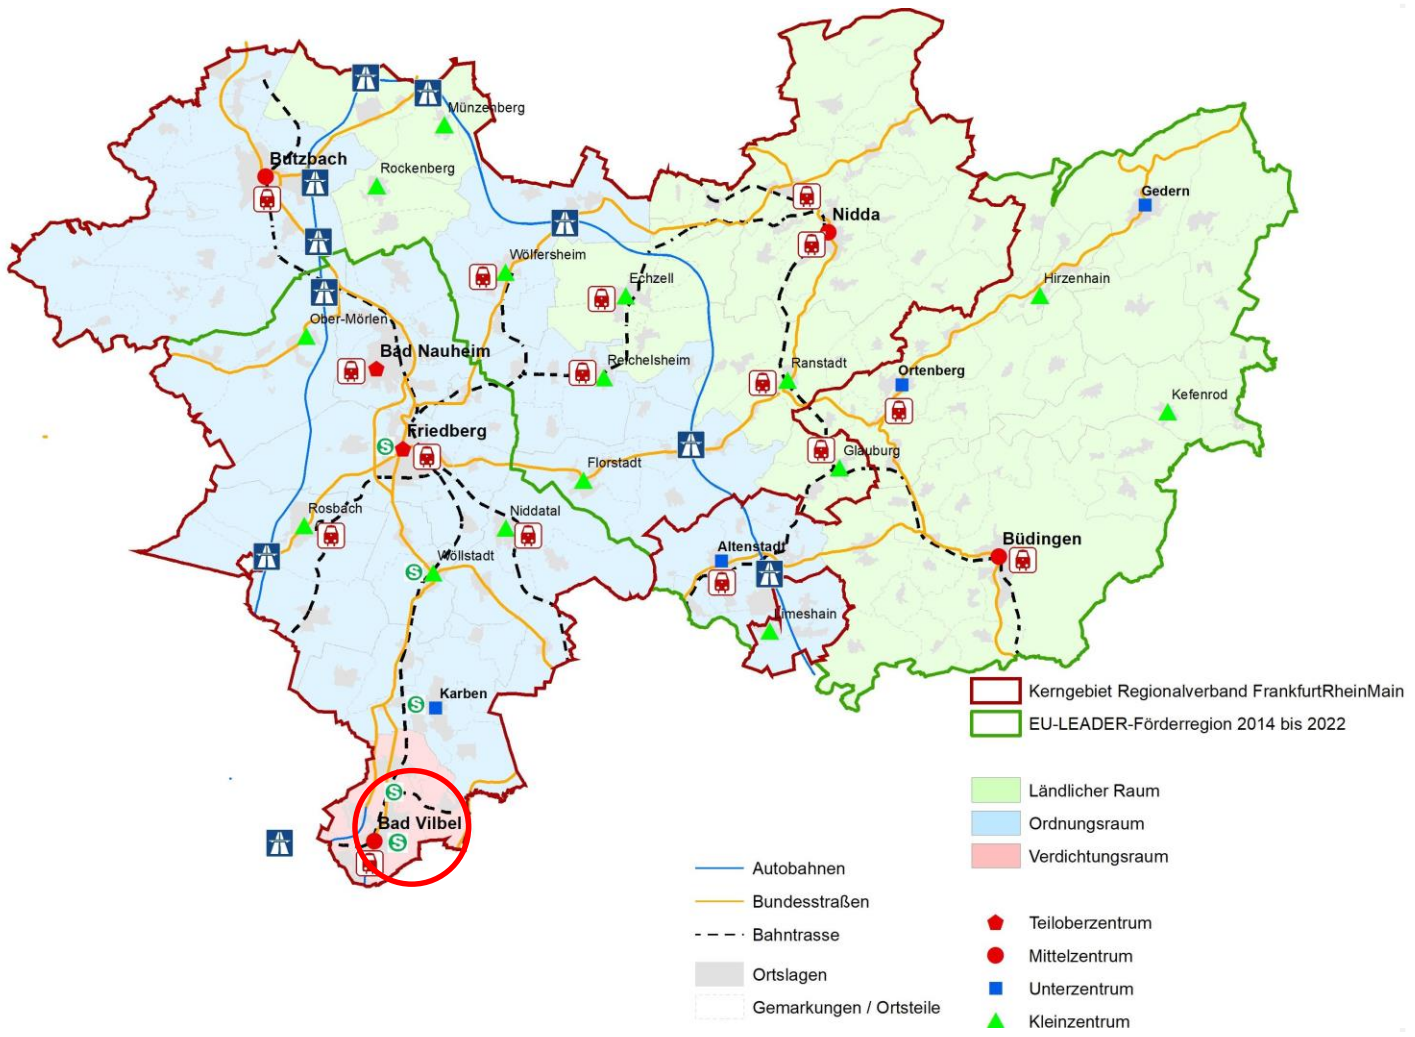 Münzenberg
Butzbach
Rockenberg
Gedern
Nidda
Wölfersheim
Echzell
Hirzenhain
Ober-Mörlen
Bad Nauheim
Reichelsheim
Ranstadt
Ortenberg
Kefenrod
Friedberg
S
Glauburg
Florstadt
Rosbach
Niddatal
Altenstadt
Büdingen
S
Wöllstadt
Limeshain
Karben
S
S
Bad Vilbel
S
Kerngebiet Regionalverband FrankfurtRheinMain
EU-LEADER-Förderregion 2014 bis 2022
Ländlicher Raum
Ordnungsraum
Verdichtungsraum
Autobahnen
Bundesstraßen
Bahntrasse
Ortslagen
Gemarkungen / Ortsteile
Teiloberzentrum
Mittelzentrum
Unterzentrum
Kleinzentrum